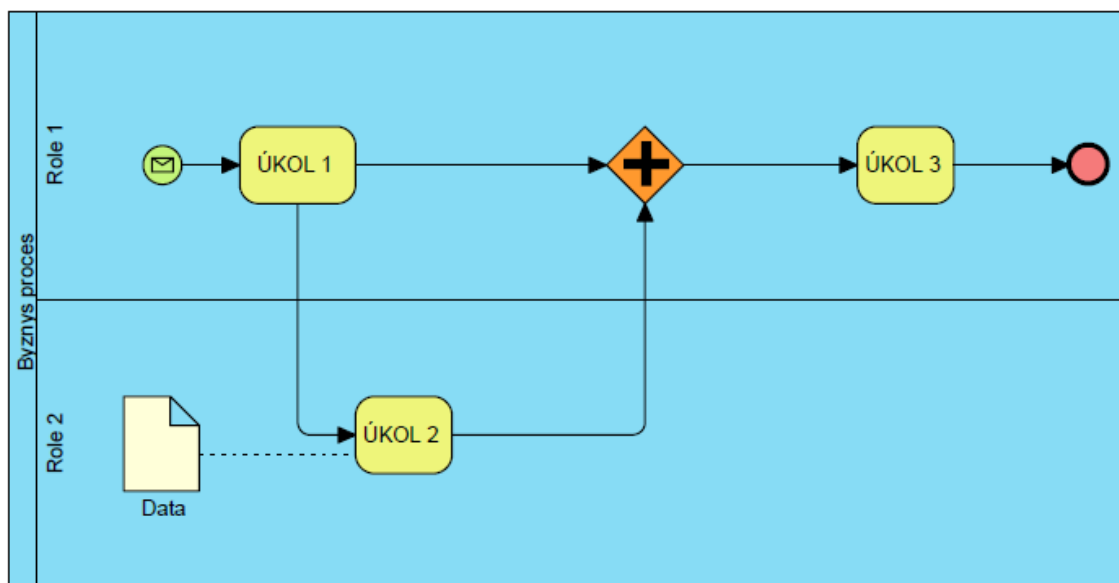 Byznys proces
Role 1
ÚKOL 1
ÚKOL 3
Role 2
ÚKOL 2
Data